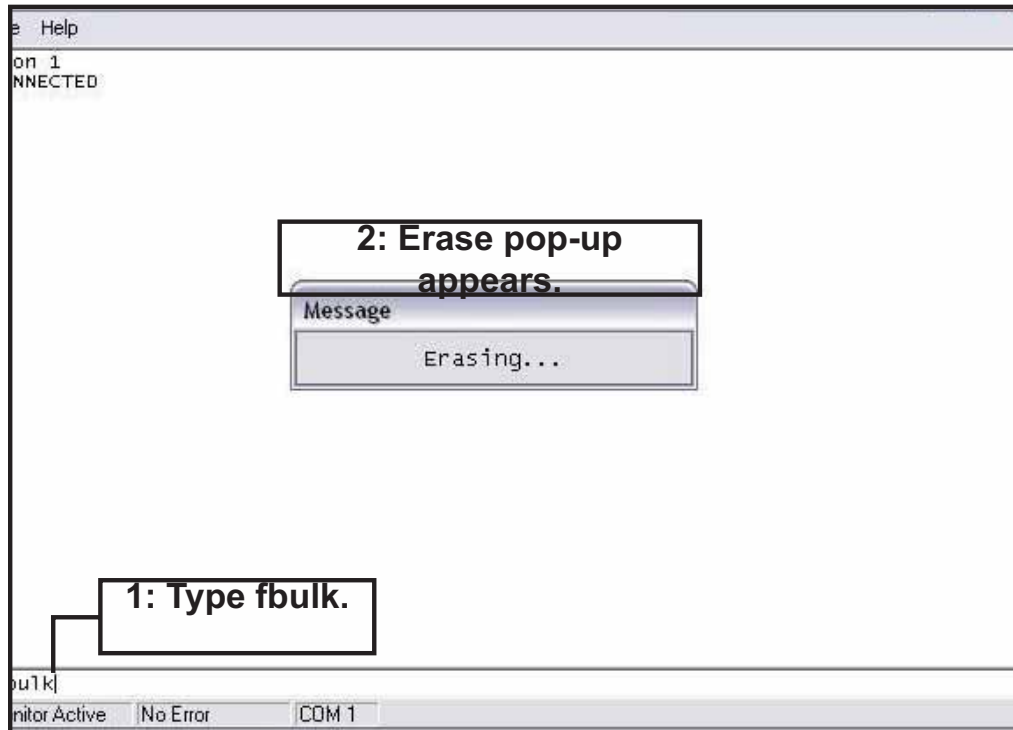 e Help
on 1
NNECTED
2: Erase pop-up
appears.
Message
Erasing...
1: Type fbulk.
bulk
nitor Active No Error COM 1